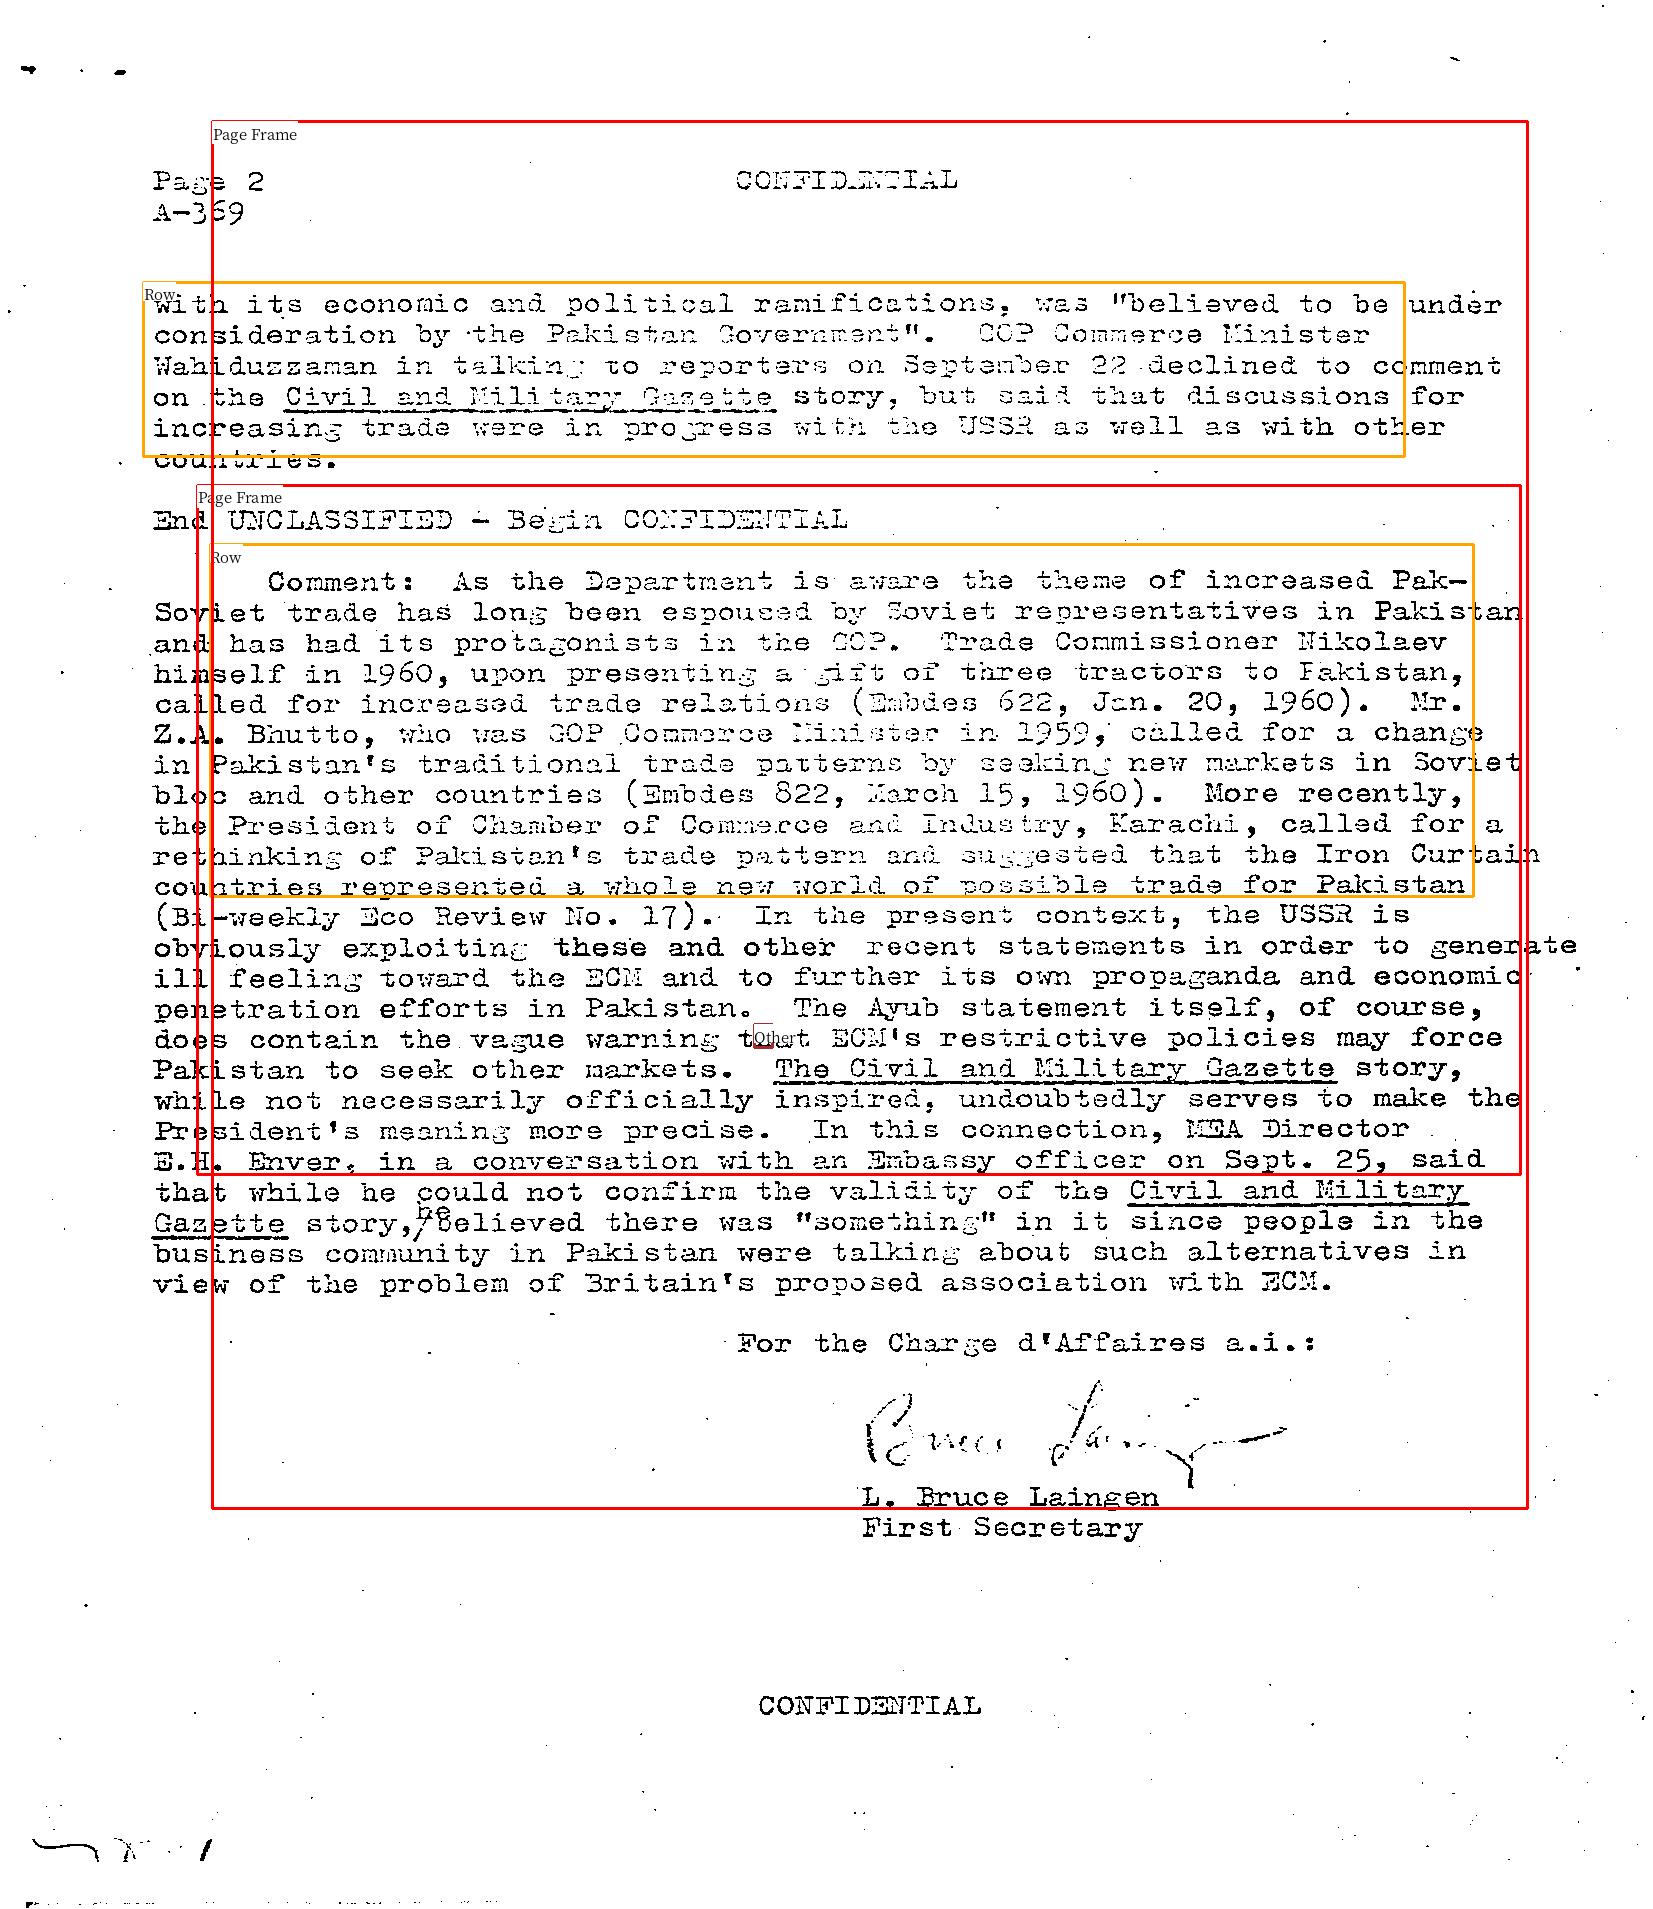 Page 2
CONFIDENTIAL
A-369
with its economic and political ramifications, was "believed to be under
consideration by the Pakistan Government". GOP Commerce Minister
Wahiduzzaman in talking to reporters on September 22 declined to comment
on the Civil and Military Gazette story, but said that discussions for
increasing trade were in progress with the USSR as well as with other
countries.
End UNCLASSIFIED - Begin CONFIDENTIAL
Comment: As the Department is aware the theme of increased Pak-
Soviet trade has long been espoused by Soviet representatives in Pakistan
and has had its protagonists in the GOP. Trade Commissioner Nikolaev
himself in 1960, upon presenting a gift of three tractors to Pakistan,
called for increased trade relations (Embdes 622, Jan. 20, 1960). Mr.
Z.A. Bhutto, who was GOP Commerce Minister in 1959, called for a change
in Pakistan's traditional trade patterns by seeking new markets in Soviet
bloc and other countries (Embdes 822, March 15, 1960). More recently,
the President of Chamber of Commerce and Industry, Karachi, called for a
rethinking of Pakistan's trade pattern and suggested that the Iron Curtain
countries represented a whole new world of possible trade for Pakistan
(Bi-weekly Eco Review No. 17). In the present context, the USSR is
obviously exploiting these and other recent statements in order to generate
ill feeling toward the ECM and to further its own propaganda and economic
penetration efforts in Pakistan. The Ayub statement itself, of course,
does contain the vague warning that ECM's restrictive policies may force
Pakistan to seek other markets. The Civil and Military Gazette story,
while not necessarily officially inspired, undoubtedly serves to make the
President's meaning more precise. In this connection, MEA Director
E.H. Enver, in a conversation with an Embassy officer on Sept. 25, said
that while he could not confirm the validity of the Civil and Military
Gazette story, he believed there was "something" in it since people in the
business community in Pakistan were talking about such alternatives in
view of the problem of Britain's proposed association with ECM.
For the Charge d'Affaires a.i.:
Bruce Laingen
L. Bruce Laingen
First Secretary
CONFIDENTIAL
Page Frame
Row
Page Frame
Row
Other